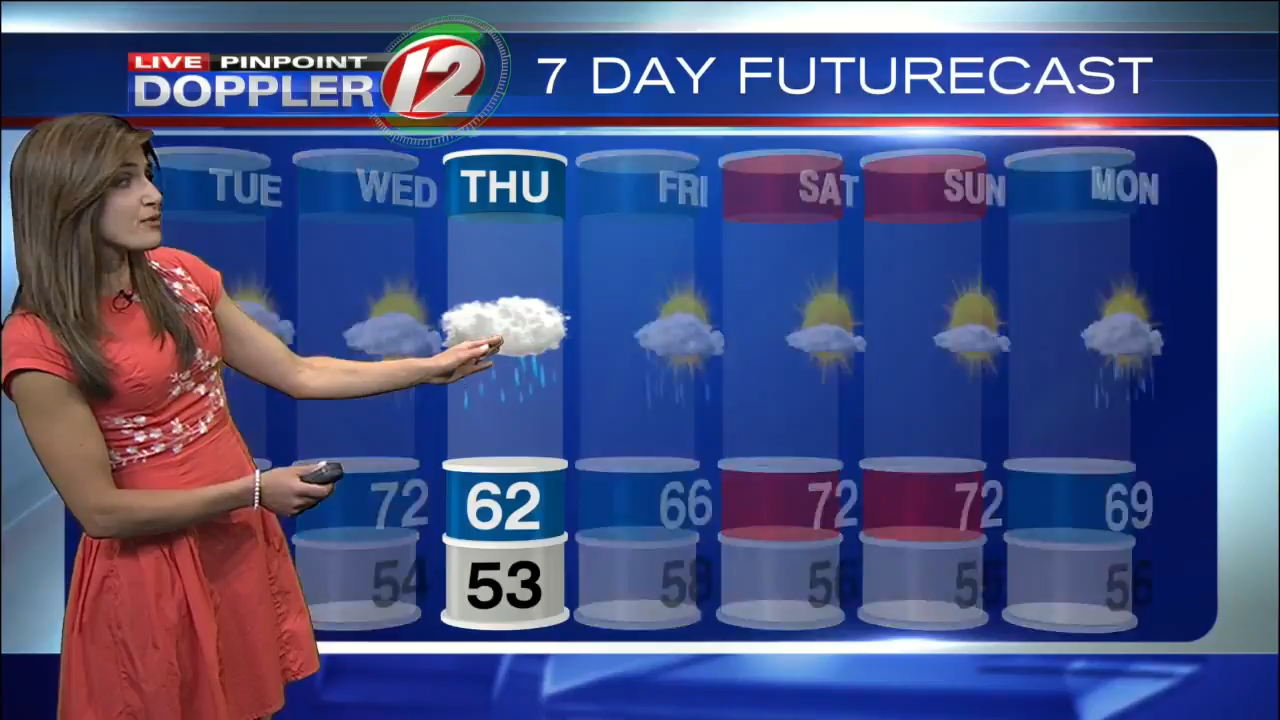 LIVE PINPOINT
DOPPLER 12
7 DAY FUTURECAST
TUE WED THU FRI SAT SUN MON
72 62 66 72 72 69
54 53 58 56 55 56